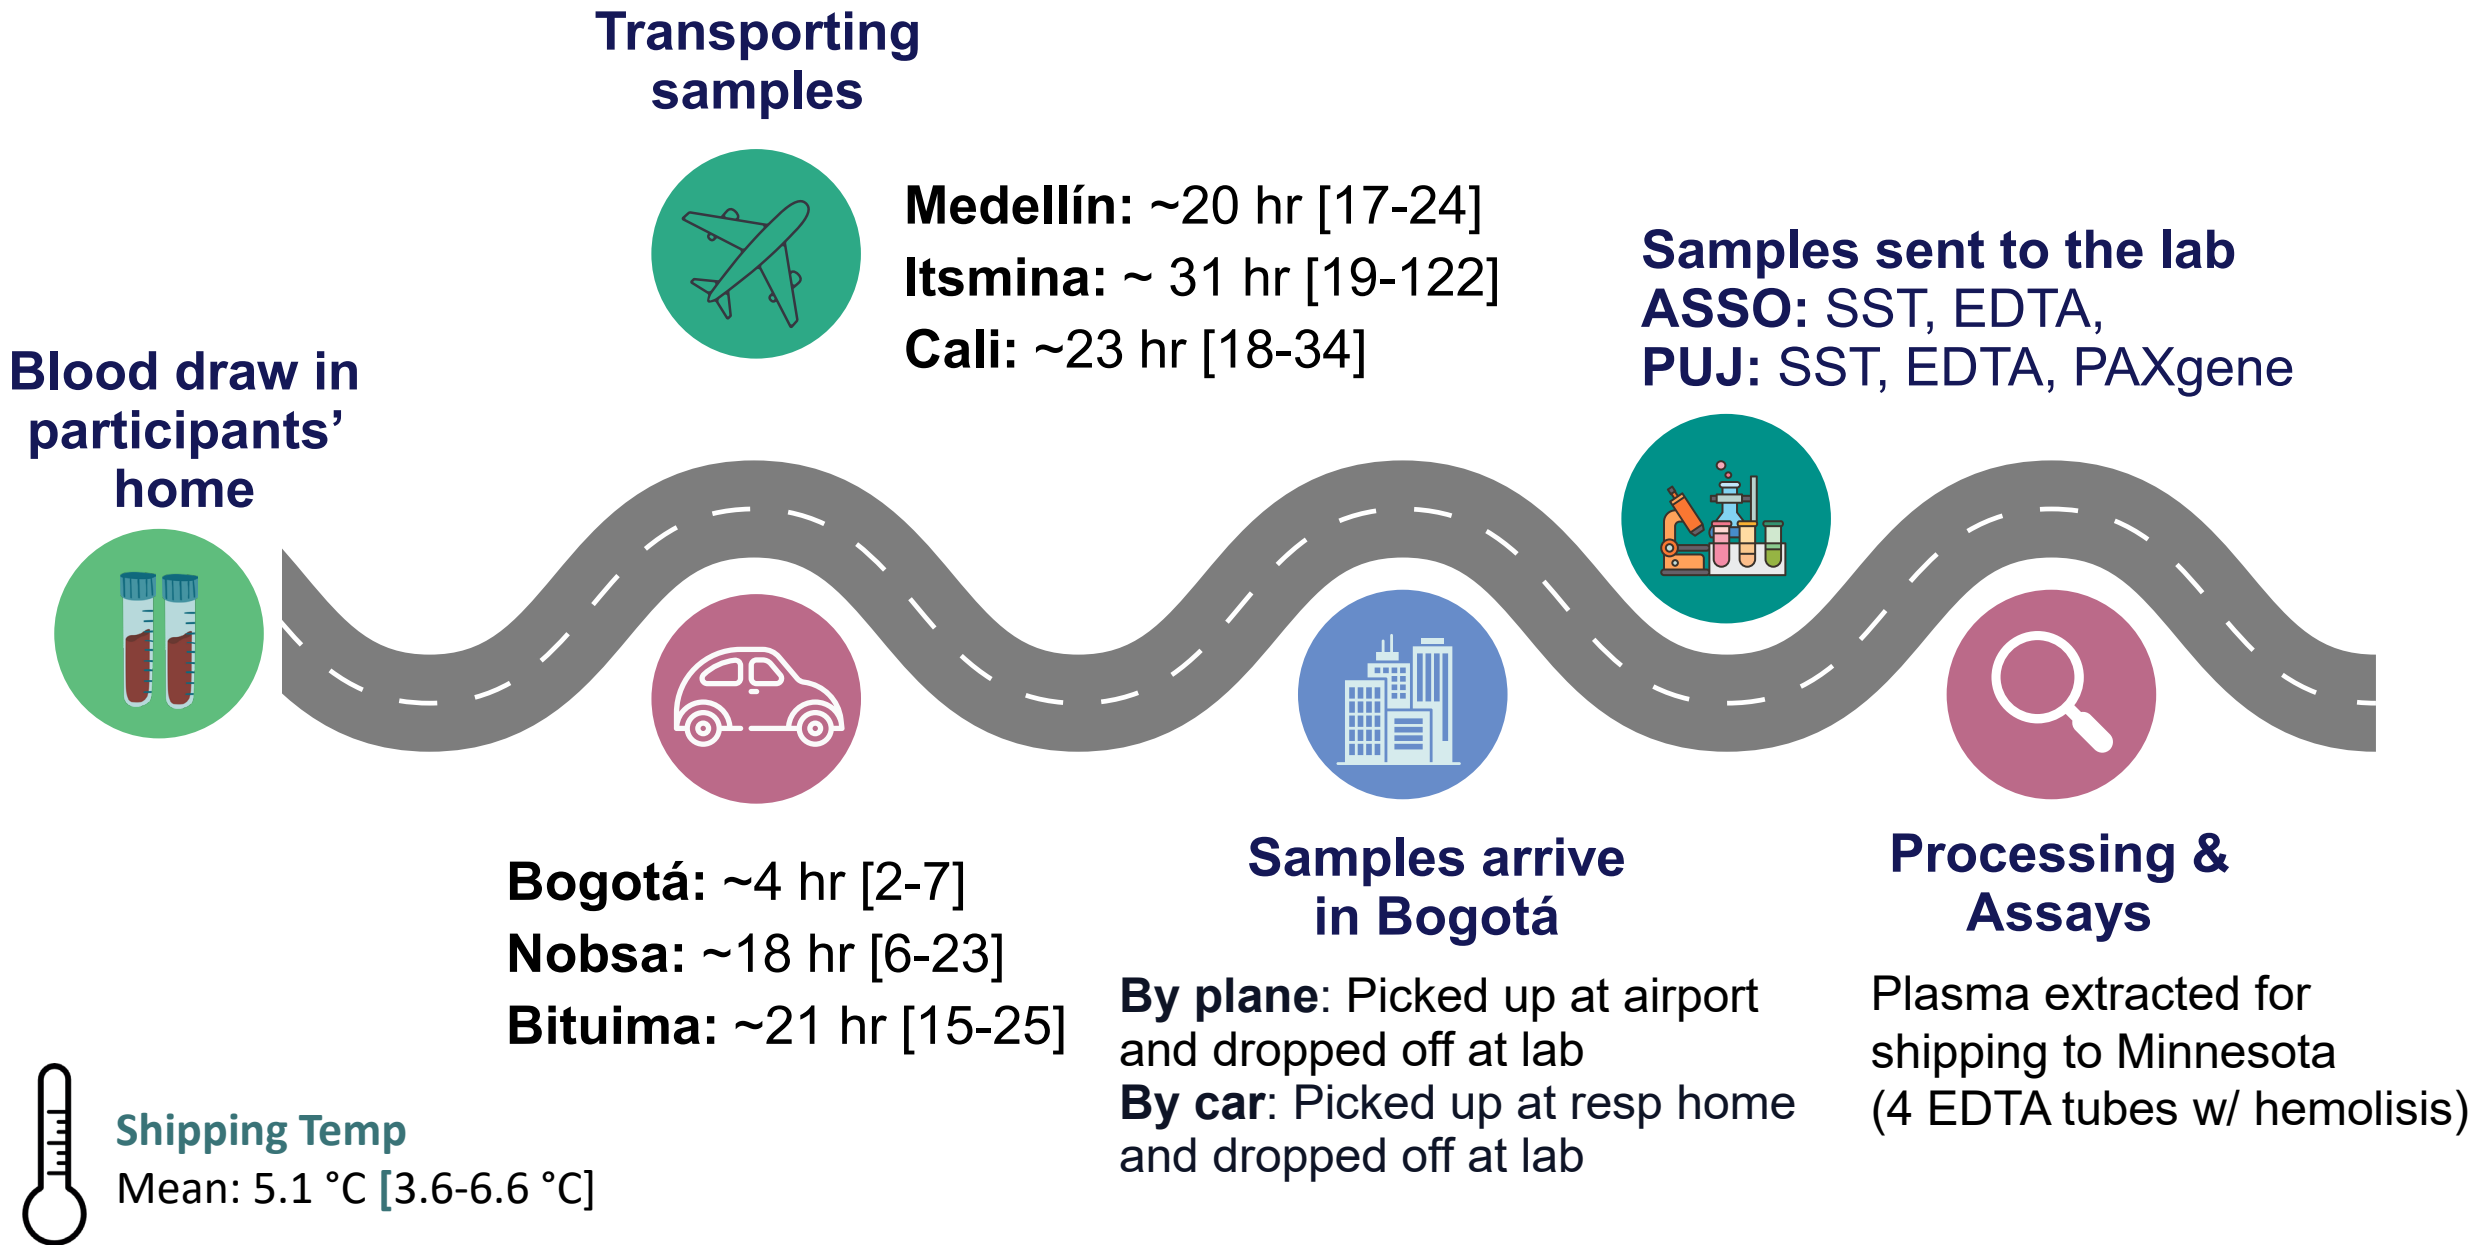 Transporting
samples
Medellín: ~20 hr [17-24]
Itsmina: ~ 31 hr [19-122]
Cali: ~23 hr [18-34]
Samples sent to the lab
ASSO: SST, EDTA,
PUJ: SST, EDTA, PAXgene
Blood draw in
participants’
home
Bogotá: ~4 hr [2-7]
Nobsa: ~18 hr [6-23]
Bituima: ~21 hr [15-25]
Samples arrive
in Bogotá
By plane: Picked up at airport
and dropped off at lab
By car: Picked up at resp home
and dropped off at lab
Processing &
Assays
Plasma extracted for
shipping to Minnesota
(4 EDTA tubes w/ hemolisis)
Shipping Temp
Mean: 5.1 °C [3.6-6.6 °C]